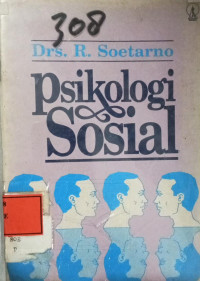 308
Drs. R. Soetarno
psikologi
Sosial